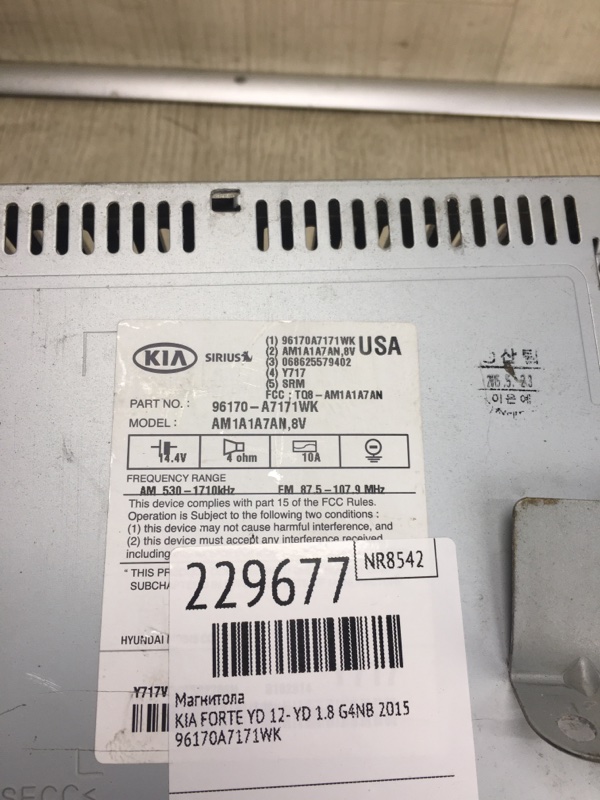 KIA SIRIUS
(1) 96170A7171WK USA
(2) AM1A1A7AN,8V
(3) 068625579402
(4) Y717
(5) SRM
FCC : TQ8-AM1A1A7AN
PART NO. : 96170-A7171WK
MODEL : AM1A1A7AN,8V
14.4V 4 ohm 10A
FREQUENCY RANGE
AM 530-1710kHz FM 87.5-107.9 MHz
This device complies with part 15 of the FCC Rules.
Operation is Subject to the following two conditions :
(1) this device may not cause harmful interference, and
(2) this device must accept any interference received,
including
* THIS PR
SUBCHA
HYUNDAI
Y717V
229677 NR8542
Магнитола
KIA FORTE YD 12- YD 1.8 G4NB 2015
96170A7171WK
이은예